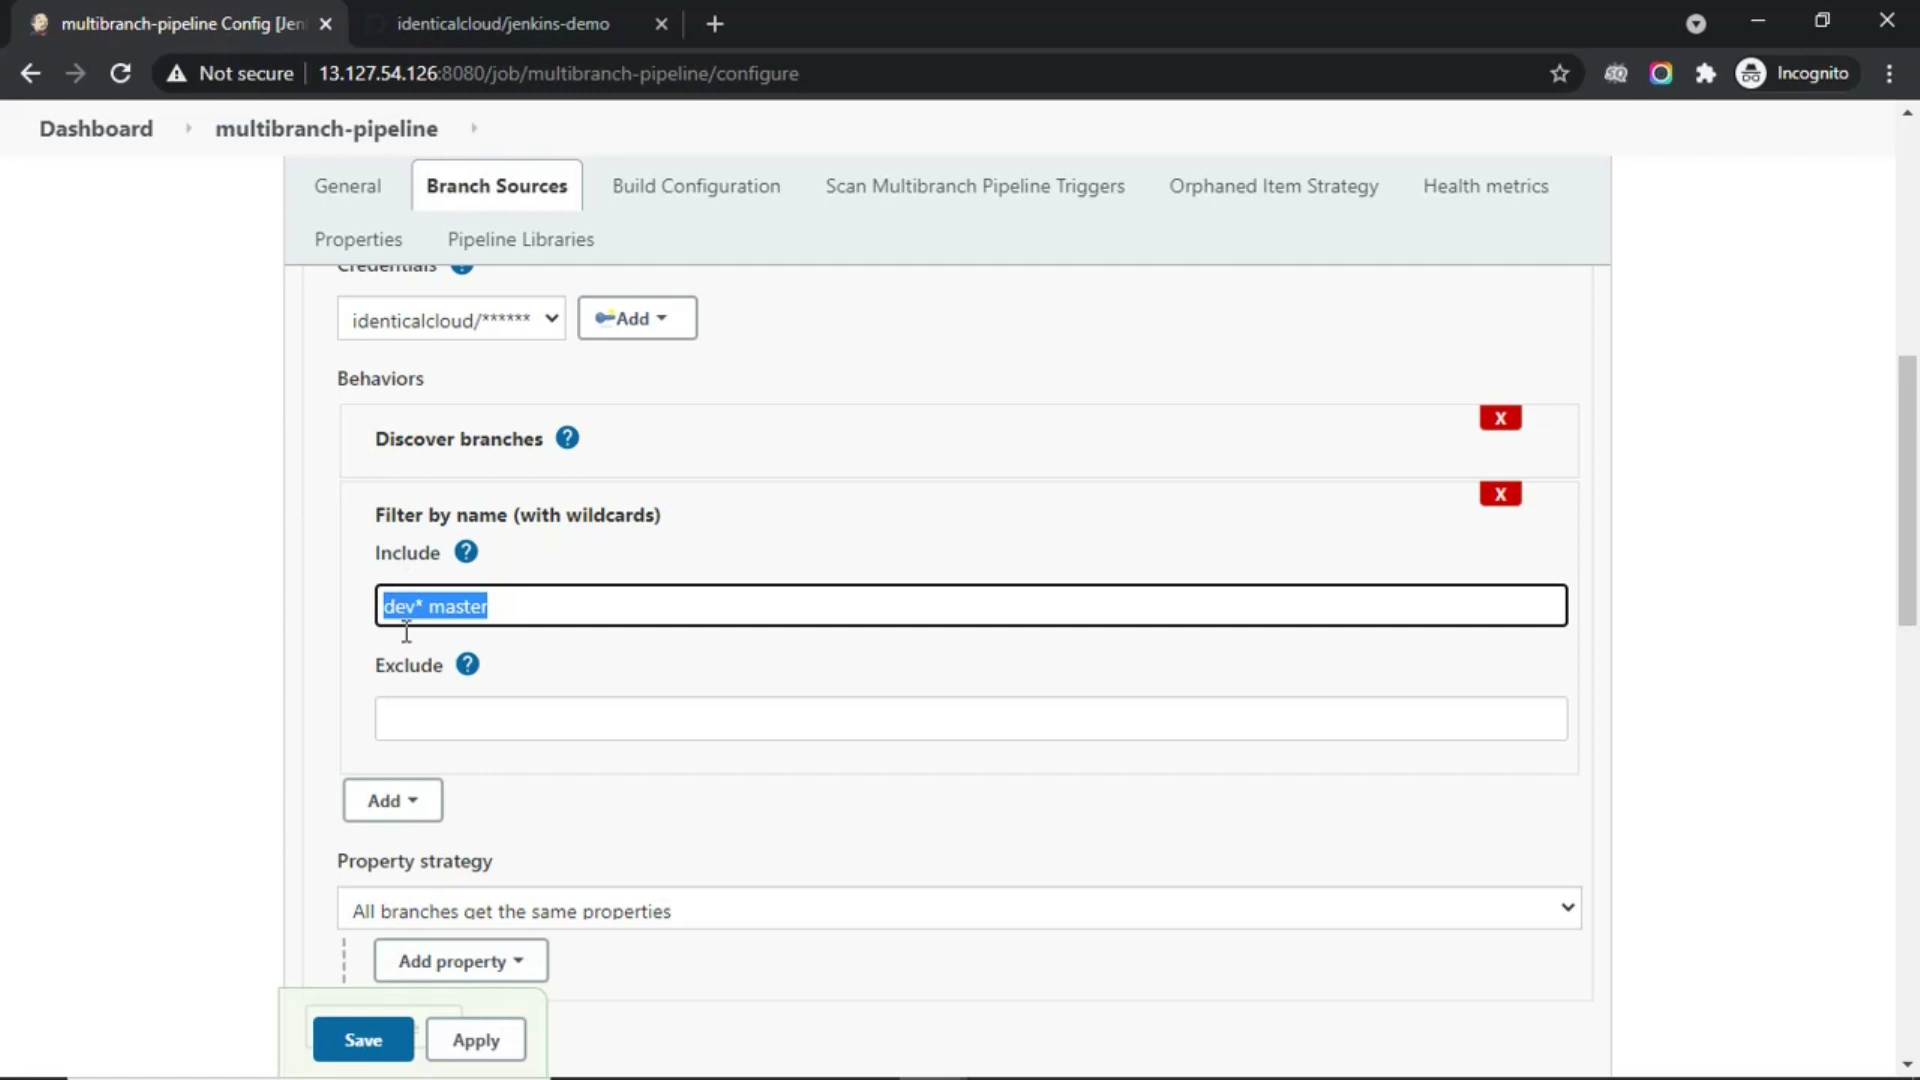 multibranch-pipeline Config [Jen
identicalcloud/jenkins-demo
Not secure
13.127.54.126:8080/job/multibranch-pipeline/configure
Incognito
Dashboard
multibranch-pipeline
General
Branch Sources
Build Configuration
Scan Multibranch Pipeline Triggers
Orphaned Item Strategy
Health metrics
Properties
Pipeline Libraries
Credentials ?
identicalcloud/******
Add
Behaviors
X
Discover branches ?
X
Filter by name (with wildcards)
Include ?
dev* master
Exclude ?
Add
Property strategy
All branches get the same properties
Add property
Save
Apply